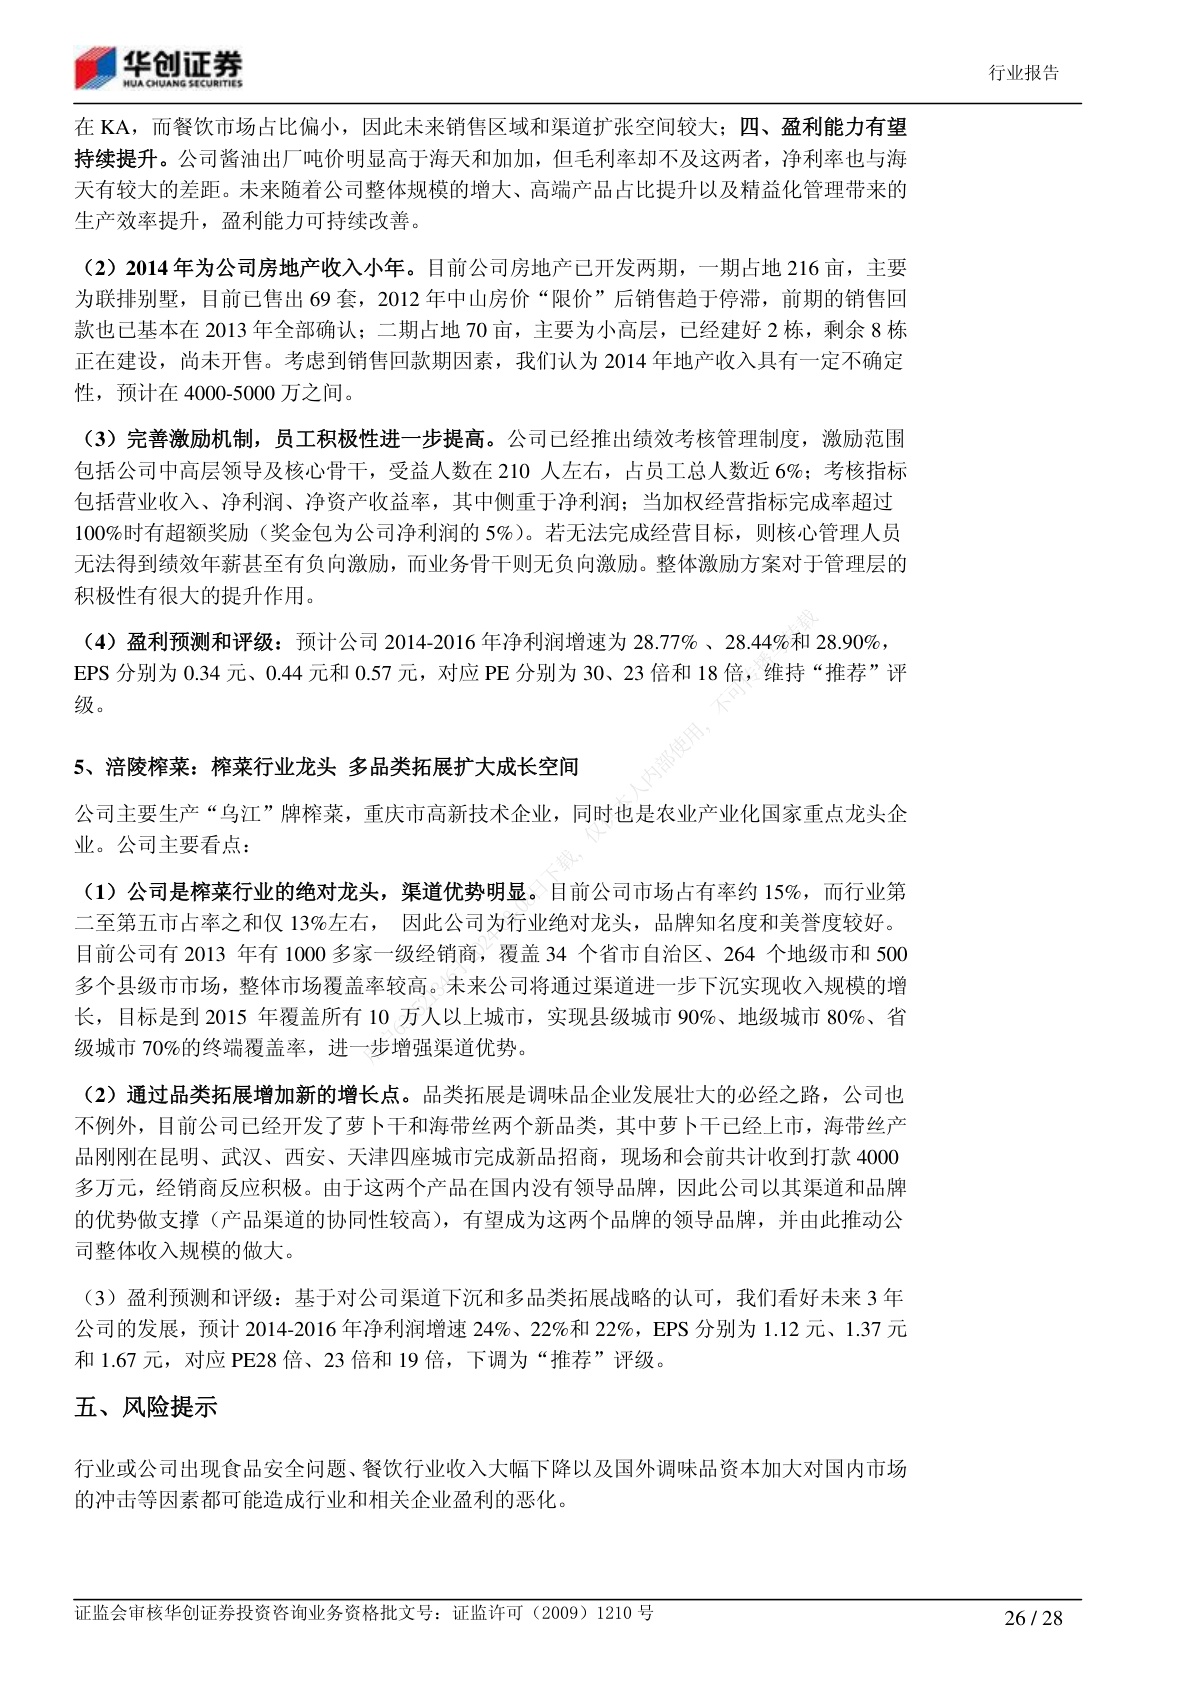 华创证券
HUA CHUANG SECURITIES
行业报告
在 KA，而餐饮市场占比偏小，因此未来销售区域和渠道扩张空间较大；四、盈利能力有望
持续提升。公司酱油出厂吨价明显高于海天和加加，但毛利率却不及这两者，净利率也与海
天有较大的差距。未来随着公司整体规模的增大、高端产品占比提升以及精益化管理带来的
生产效率提升，盈利能力可持续改善。
（2）2014 年为公司房地产收入小年。目前公司房地产已开发两期，一期占地 216 亩，主要
为联排别墅，目前已售出 69 套，2012 年中山房价“限价”后销售趋于停滞，前期的销售回
款也已基本在 2013 年全部确认；二期占地 70 亩，主要为小高层，已经建好 2 栋，剩余 8 栋
正在建设，尚未开售。考虑到销售回款期因素，我们认为 2014 年地产收入具有一定不确定
性，预计在 4000-5000 万之间。
（3）完善激励机制，员工积极性进一步提高。公司已经推出绩效考核管理制度，激励范围
包括公司中高层领导及核心骨干，受益人数在 210 人左右，占员工总人数近 6%；考核指标
包括营业收入、净利润、净资产收益率，其中侧重于净利润；当加权经营指标完成率超过
100%时有超额奖励（奖金包为公司净利润的 5%）。若无法完成经营目标，则核心管理人员
无法得到绩效年薪甚至有负向激励，而业务骨干则无负向激励。整体激励方案对于管理层的
积极性有很大的提升作用。
（4）盈利预测和评级：预计公司 2014-2016 年净利润增速为 28.77% 、28.44%和 28.90%，
EPS 分别为 0.34 元、0.44 元和 0.57 元，对应 PE 分别为 30、23 倍和 18 倍，维持“推荐”评
级。
5、涪陵榨菜：榨菜行业龙头 多品类拓展扩大成长空间
公司主要生产“乌江”牌榨菜，重庆市高新技术企业，同时也是农业产业化国家重点龙头企
业。公司主要看点：
（1）公司是榨菜行业的绝对龙头，渠道优势明显。目前公司市场占有率约 15%，而行业第
二至第五市占率之和仅 13%左右， 因此公司为行业绝对龙头，品牌知名度和美誉度较好。
目前公司有 2013 年有 1000 多家一级经销商，覆盖 34 个省市自治区、264 个地级市和 500
多个县级市市场，整体市场覆盖率较高。未来公司将通过渠道进一步下沉实现收入规模的增
长，目标是到 2015 年覆盖所有 10 万人以上城市，实现县级城市 90%、地级城市 80%、省
级城市 70%的终端覆盖率，进一步增强渠道优势。
（2）通过品类拓展增加新的增长点。品类拓展是调味品企业发展壮大的必经之路，公司也
不例外，目前公司已经开发了萝卜干和海带丝两个新品类，其中萝卜干已经上市，海带丝产
品刚刚在昆明、武汉、西安、天津四座城市完成新品招商，现场和会前共计收到打款 4000
多万元，经销商反应积极。由于这两个产品在国内没有领导品牌，因此公司以其渠道和品牌
的优势做支撑（产品渠道的协同性较高），有望成为这两个品牌的领导品牌，并由此推动公
司整体收入规模的做大。
（3）盈利预测和评级：基于对公司渠道下沉和多品类拓展战略的认可，我们看好未来 3 年
公司的发展，预计 2014-2016 年净利润增速 24%、22%和 22%，EPS 分别为 1.12 元、1.37 元
和 1.67 元，对应 PE28 倍、23 倍和 19 倍，下调为“推荐”评级。
五、风险提示
行业或公司出现食品安全问题、餐饮行业收入大幅下降以及国外调味品资本加大对国内市场
的冲击等因素都可能造成行业和相关企业盈利的恶化。
证监会审核华创证券投资咨询业务资格批文号：证监许可（2009）1210 号
26 / 28